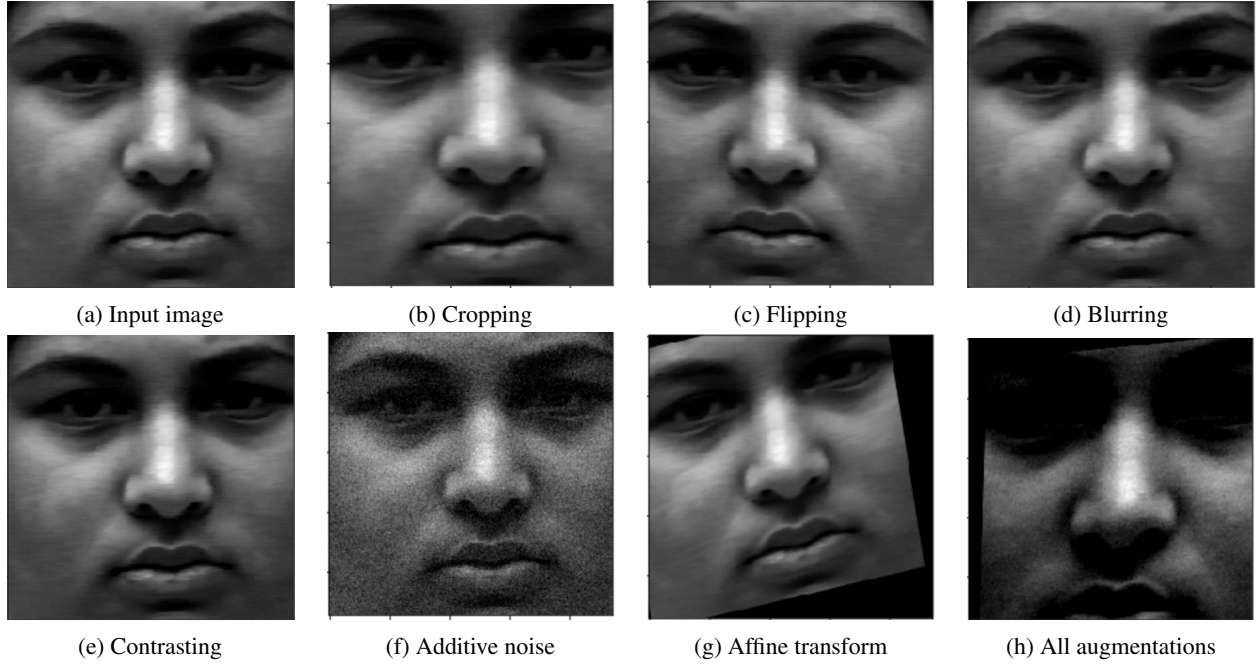 (a) Input image
(b) Cropping
(c) Flipping
(d) Blurring
(e) Contrasting
(f) Additive noise
(g) Affine transform
(h) All augmentations